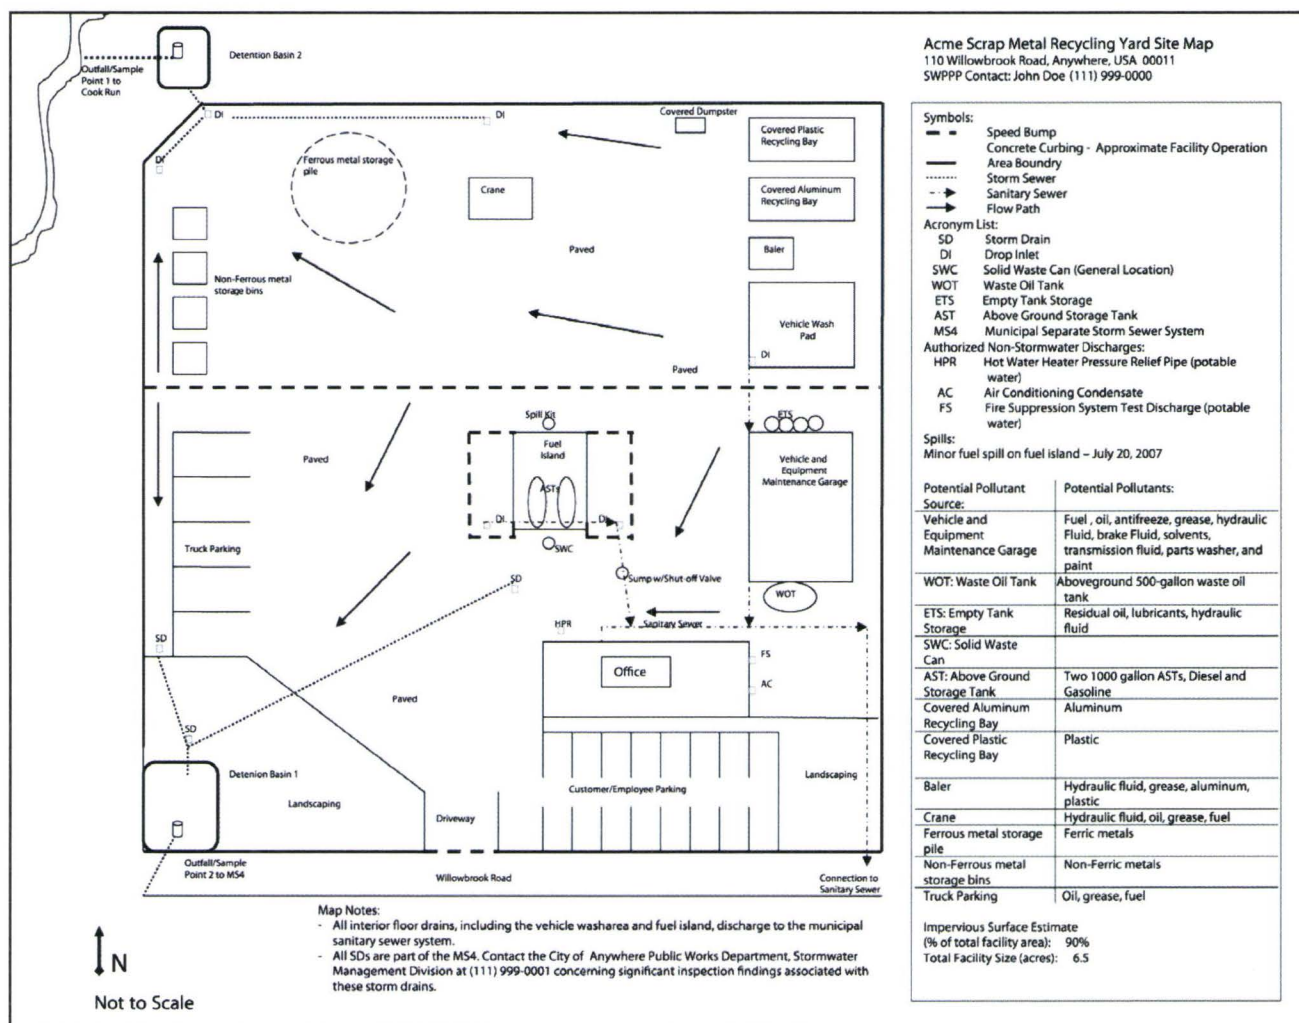 Acme Scrap Metal Recycling Yard Site Map
110 Willowbrook Road, Anywhere, USA 00011
SWPPP Contact: John Doe (111) 999-0000
Detention Basin 2
Outfall/Sample
Point 1 to
Cook Run
DI
DI
DI
Covered Dumpster
Covered Plastic
Recycling Bay
Ferrous metal storage
pile
Crane
Covered Aluminum
Recycling Bay
Paved
Baler
Non-Ferrous metal
storage bins
Vehicle Wash
Pad
DI
Paved
Spill Kit
ETS
Fuel
Island
Paved
Vehicle and
Equipment
Maintenance Garage
ASTs
DI
DI
Truck Parking
SWC
SD
Sump w/Shut-off Valve
WOT
HPR
Sanitary Sewer
SD
FS
Office
AC
Paved
SD
Detenion Basin 1
Landscaping
Customer/Employee Parking
Landscaping
Driveway
Outfall/Sample
Point 2 to MS4
Willowbrook Road
Connection to
Sanitary Sewer
Map Notes:
- All interior floor drains, including the vehicle washarea and fuel island, discharge to the municipal
sanitary sewer system.
- All SDs are part of the MS4. Contact the City of Anywhere Public Works Department, Stormwater
Management Division at (111) 999-0001 concerning significant inspection findings associated with
these storm drains.
N
Not to Scale
Symbols:
Speed Bump
Concrete Curbing - Approximate Facility Operation
Area Boundry
Storm Sewer
Sanitary Sewer
Flow Path
Acronym List:
SD Storm Drain
DI Drop Inlet
SWC Solid Waste Can (General Location)
WOT Waste Oil Tank
ETS Empty Tank Storage
AST Above Ground Storage Tank
MS4 Municipal Separate Storm Sewer System
Authorized Non-Stormwater Discharges:
HPR Hot Water Heater Pressure Relief Pipe (potable
water)
AC Air Conditioning Condensate
FS Fire Suppression System Test Discharge (potable
water)
Spills:
Minor fuel spill on fuel island – July 20, 2007
Potential Pollutant Potential Pollutants:
Source:
Vehicle and Fuel , oil, antifreeze, grease, hydraulic
Equipment Fluid, brake Fluid, solvents,
Maintenance Garage transmission fluid, parts washer, and
paint
WOT: Waste Oil Tank Aboveground 500-gallon waste oil
tank
ETS: Empty Tank Residual oil, lubricants, hydraulic
Storage fluid
SWC: Solid Waste
Can
AST: Above Ground Two 1000 gallon ASTs, Diesel and
Storage Tank Gasoline
Covered Aluminum Aluminum
Recycling Bay
Covered Plastic Plastic
Recycling Bay
Baler Hydraulic fluid, grease, aluminum,
plastic
Crane Hydraulic fluid, oil, grease, fuel
Ferrous metal storage Ferric metals
pile
Non-Ferrous metal Non-Ferric metals
storage bins
Truck Parking Oil, grease, fuel
Impervious Surface Estimate
(% of total facility area): 90%
Total Facility Size (acres): 6.5